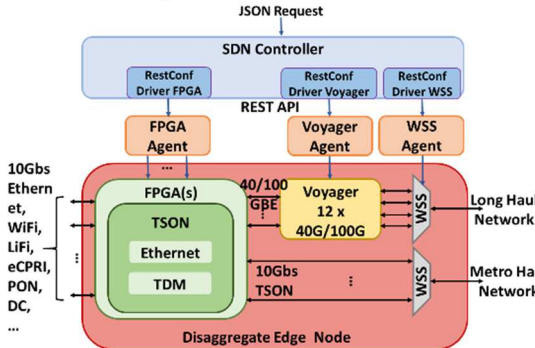 JSON Request
SDN Controller
RestConf
Driver FPGA
RestConf
Driver Voyager
RestConf
Driver WSS
REST API
FPGA
Agent
Voyager
Agent
WSS
Agent
...
10Gbs
Ethern
et,
WiFi,
LiFi,
eCPRI,
PON,
DC,
...
...
FPGA(s)
TSON
Ethernet
TDM
40/100
GBE
...
Voyager
12 x
40G/100G
WSS
Long Haul
Network
10Gbs
TSON
...
WSS
Metro Ha
Network
Disaggregate Edge Node